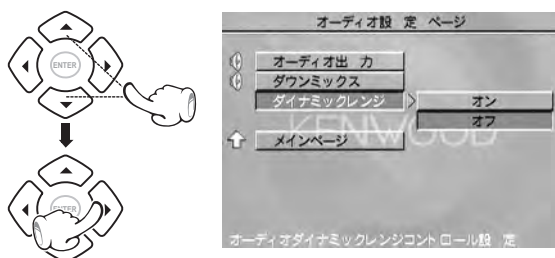 ENTER
ENTER
オーディオ設 定 ページ
オーディオ出 力
ダウンミックス
ダイナミックレンジ
オン
オフ
KENWOOD
メインページ
オーディオダイナミックレンジコントロール設 定